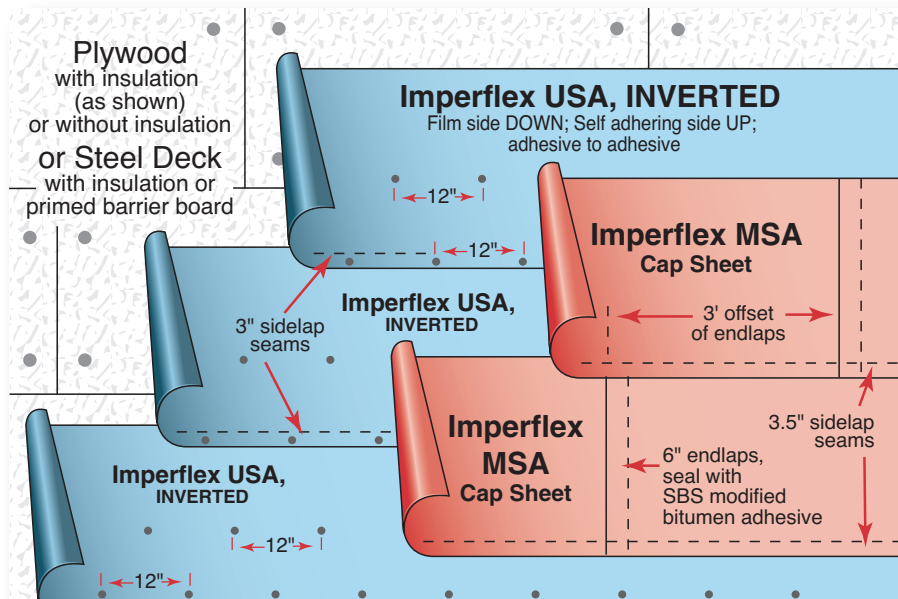 Plywood
with insulation
(as shown)
or without insulation
or Steel Deck
with insulation or
primed barrier board
Imperflex USA, INVERTED
Film side DOWN; Self adhering side UP;
adhesive to adhesive
12"
12"
Imperflex MSA
Cap Sheet
3' offset
of endlaps
3" sidelap
seams
Imperflex USA,
INVERTED
Imperflex
MSA
Cap Sheet
3.5" sidelap
seams
6" endlaps,
seal with
SBS modified
bitumen adhesive
Imperflex USA,
INVERTED
12"
12"